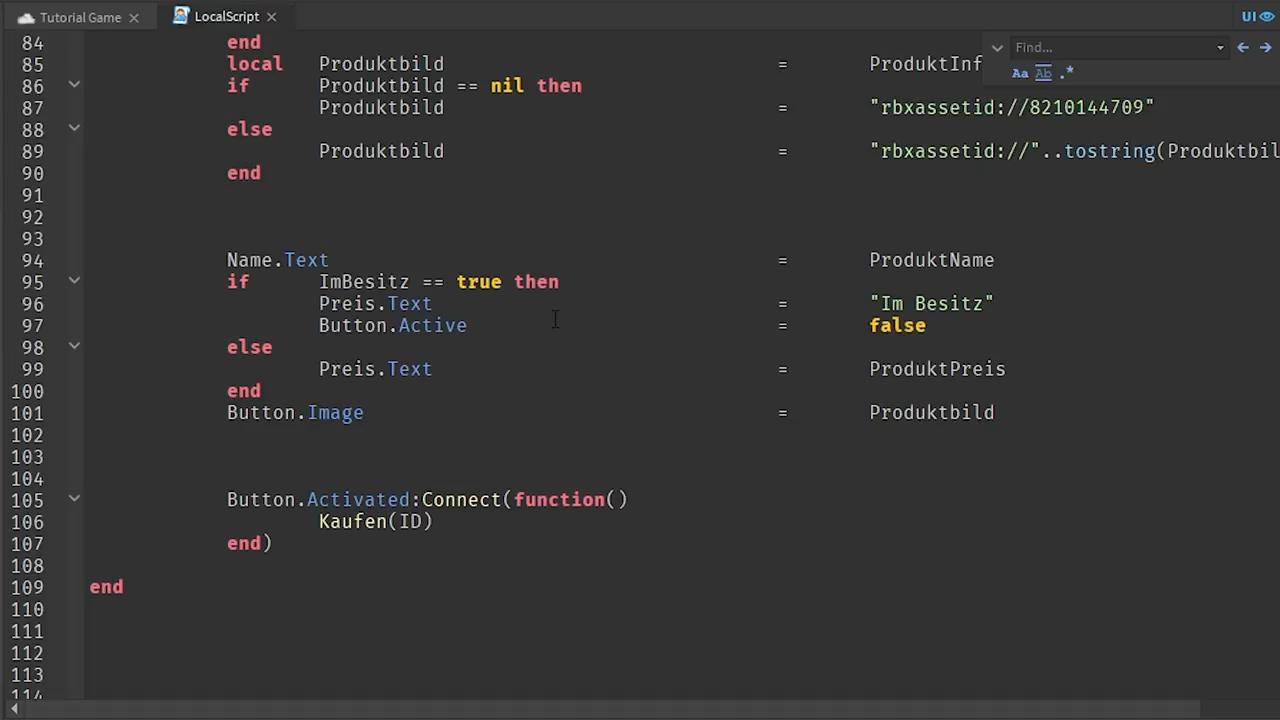 Tutorial Game LocalScript UI
Find...
Aa Ab .*
84 end
85 local Produktbild = ProduktInf
86 if Produktbild == nil then
87 Produktbild = "rbxassetid://8210144709"
88 else
89 Produktbild = "rbxassetid://"..tostring(Produktbil
90 end
91
92
93
94 Name.Text = ProduktName
95 if ImBesitz == true then
96 Preis.Text = "Im Besitz"
97 Button.Active = false
98 else
99 Preis.Text = ProduktPreis
100 end
101 Button.Image = Produktbild
102
103
104
105 Button.Activated:Connect(function()
106 Kaufen(ID)
107 end)
108
109 end
110
111
112
113
114